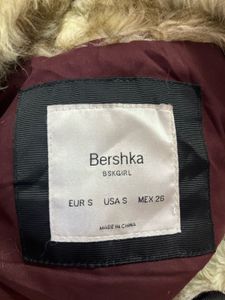 Bershka
BSKGIRL
EUR S USA S MEX 26
MADE IN CHINA